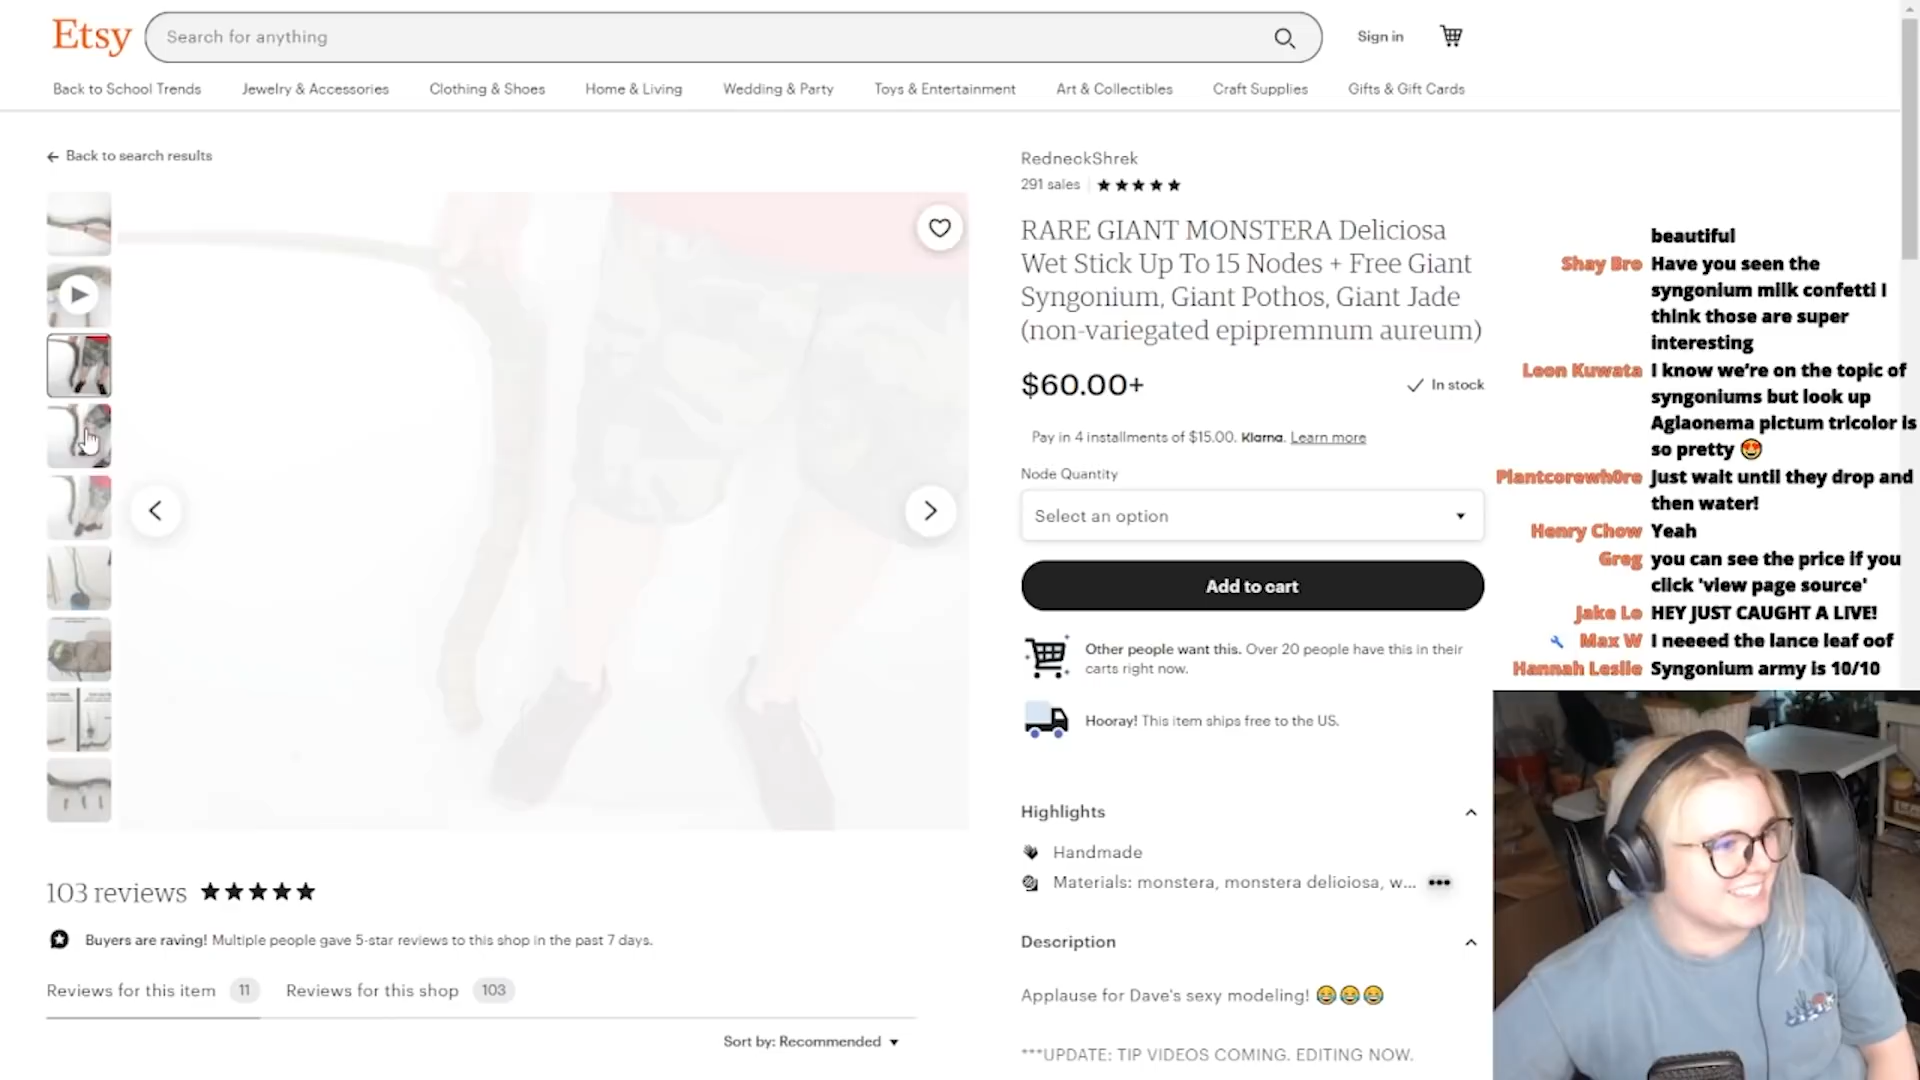 Etsy
Search for anything
Sign in
Back to School Trends
Jewelry & Accessories
Clothing & Shoes
Home & Living
Wedding & Party
Toys & Entertainment
Art & Collectibles
Craft Supplies
Gifts & Gift Cards
Back to search results
RedneckShrek
291 sales
RARE GIANT MONSTERA Deliciosa
Wet Stick Up To 15 Nodes + Free Giant
Syngonium, Giant Pothos, Giant Jade
(non-variegated epipremnum aureum)
$60.00+
In stock
Pay in 4 installments of $15.00. Klarna. Learn more
Node Quantity
Select an option
Add to cart
Other people want this. Over 20 people have this in their
carts right now.
Hooray! This item ships free to the US.
Highlights
Handmade
Materials: monstera, monstera deliciosa, w...
Description
Applause for Dave's sexy modeling! 😂😂😂
***UPDATE: TIP VIDEOS COMING. EDITING NOW.
103 reviews
Buyers are raving! Multiple people gave 5-star reviews to this shop in the past 7 days.
Reviews for this item 11
Reviews for this shop 103
Sort by: Recommended
beautiful
Shay Bro Have you seen the
syngonium milk confetti I
think those are super
interesting
Leon Kuwata I know we're on the topic of
syngoniums but look up
Aglaonema pictum tricolor is
so pretty 😍
Plantcorewh0re Just wait until they drop and
then water!
Henry Chow Yeah
Greg you can see the price if you
click 'view page source'
Jake Lo HEY JUST CAUGHT A LIVE!
Max W I neeeed the lance leaf oof
Hannah Leslie Syngonium army is 10/10